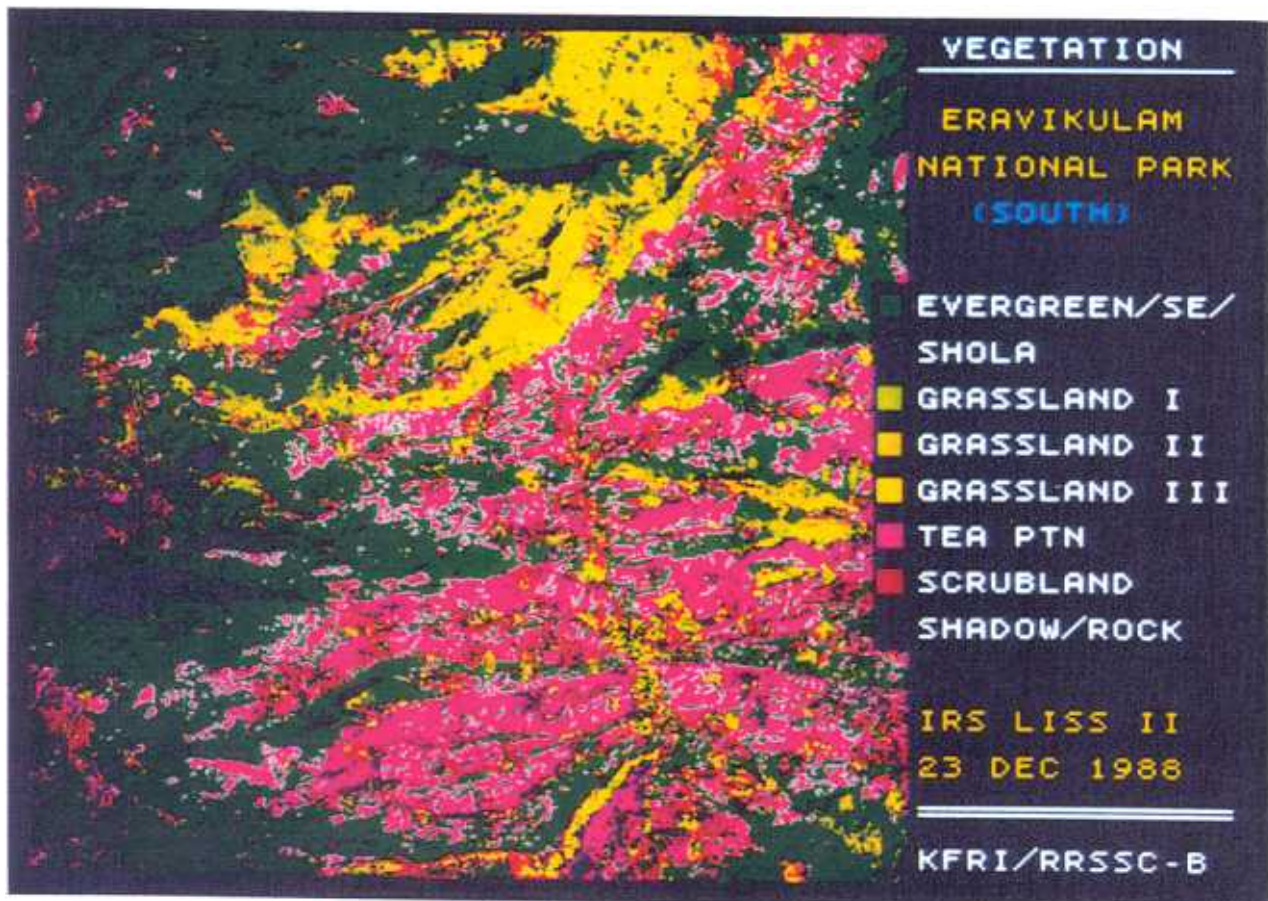 VEGETATION
ERAVIKULAM
NATIONAL PARK
(SOUTH)
EVERGREEN/SE/
SHOLA
GRASSLAND I
GRASSLAND II
GRASSLAND III
TEA PTN
SCRUBLAND
SHADOW/ROCK
IRS LISS II
23 DEC 1988
KFRI/RRSSC-B